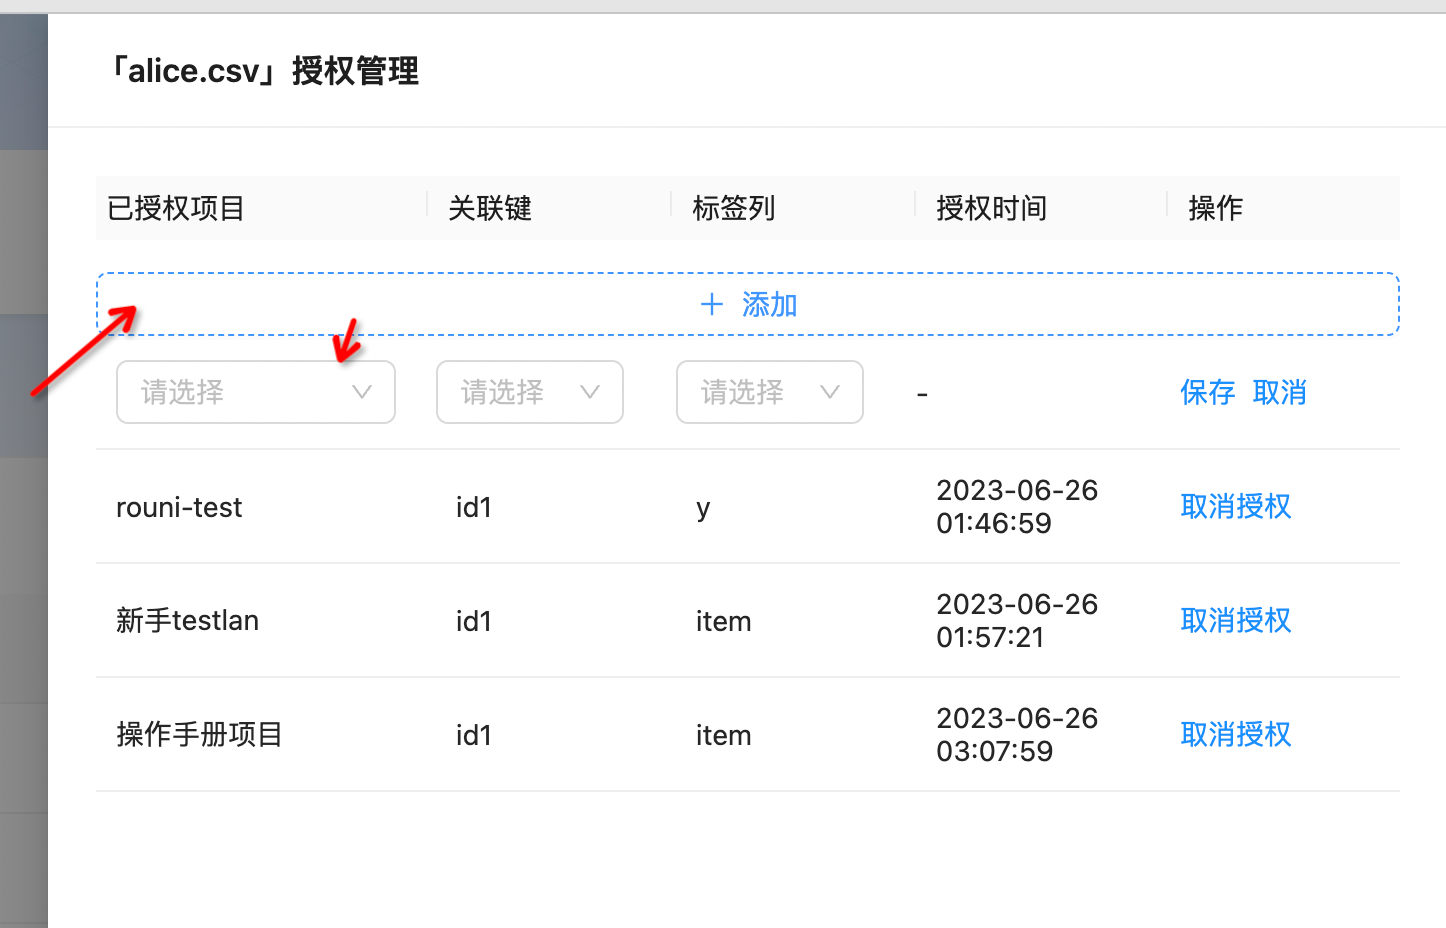 「alice.csv」授权管理
已授权项目 关联键 标签列 授权时间 操作
+ 添加
请选择 请选择 请选择 - 保存 取消
rouni-test id1 y 2023-06-26 01:46:59 取消授权
新手testlan id1 item 2023-06-26 01:57:21 取消授权
操作手册项目 id1 item 2023-06-26 03:07:59 取消授权